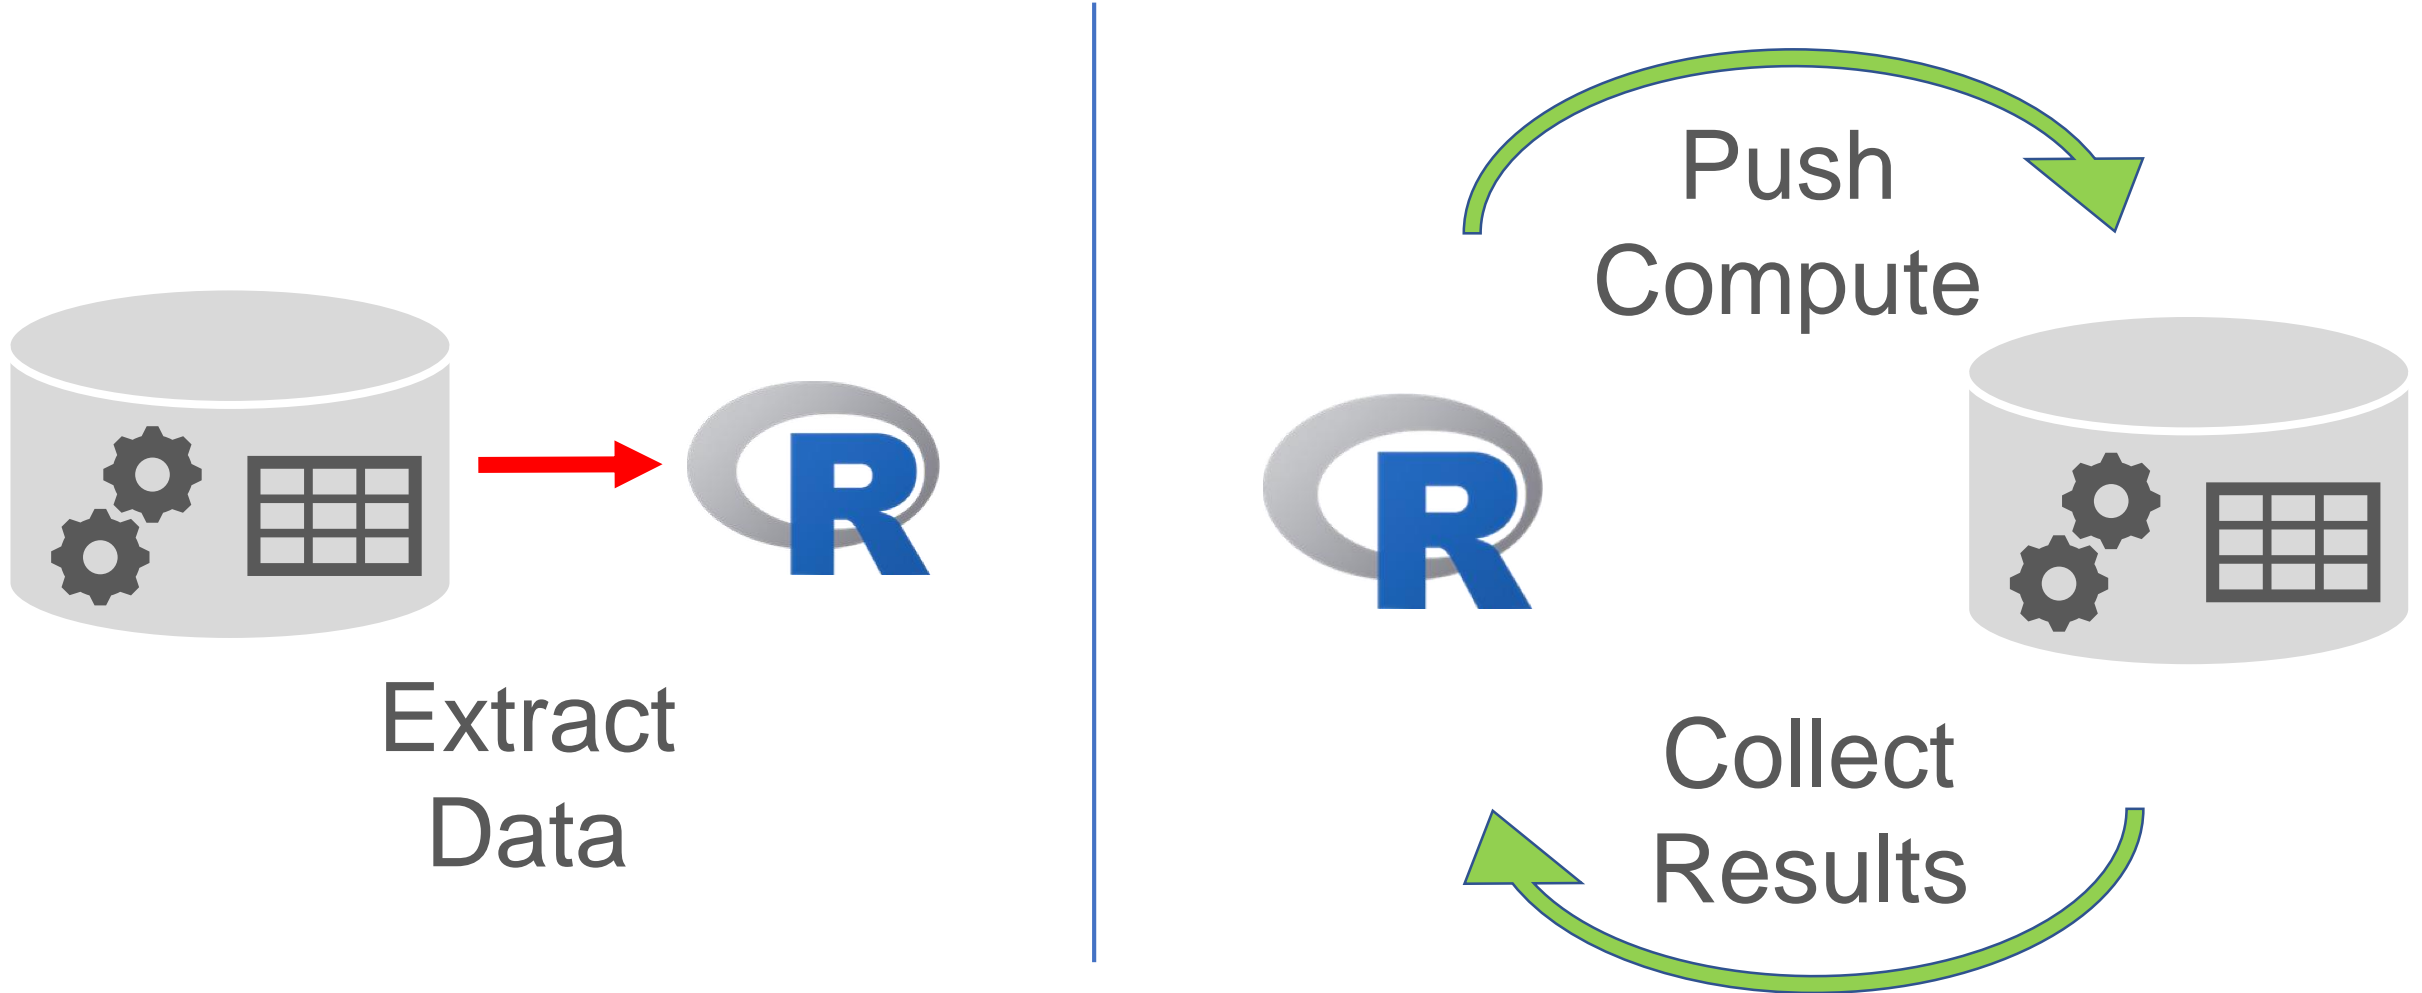 Extract
Data
R
Push
Compute
R
Collect
Results